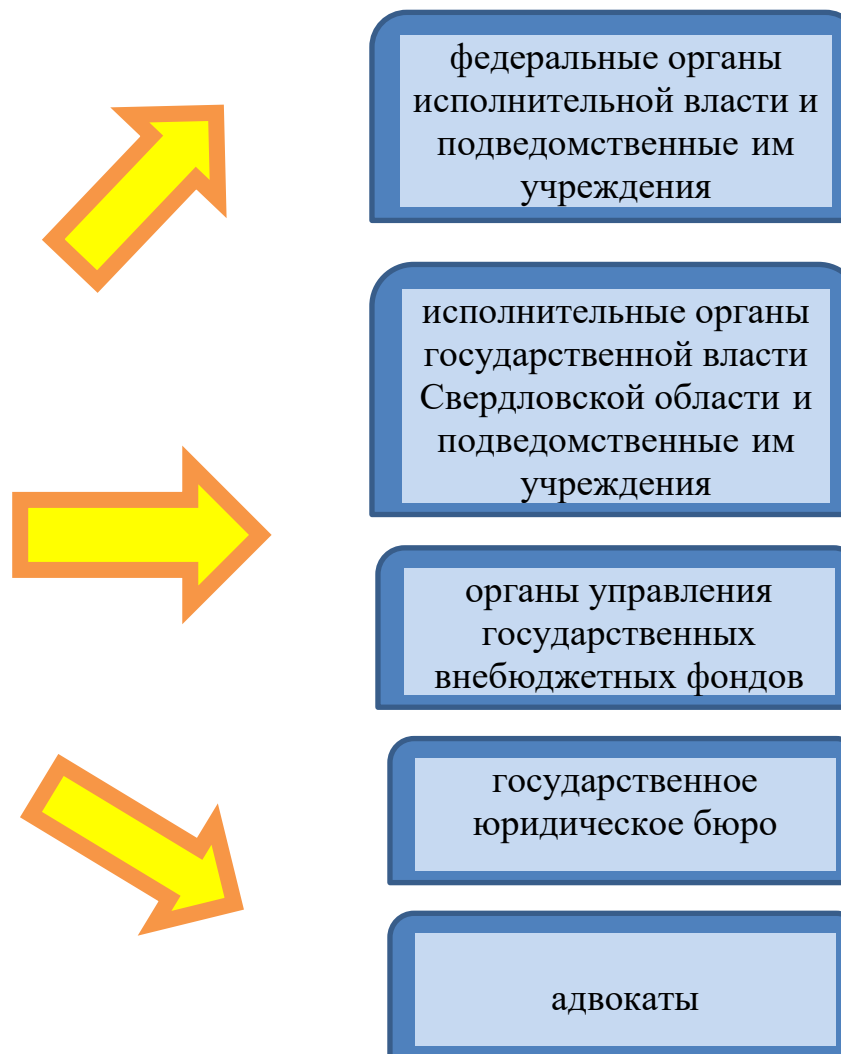 федеральные органы
исполнительной власти и
подведомственные им
учреждения
исполнительные органы
государственной власти
Свердловской области и
подведомственные им
учреждения
органы управления
государственных
внебюджетных фондов
государственное
юридическое бюро
адвокаты